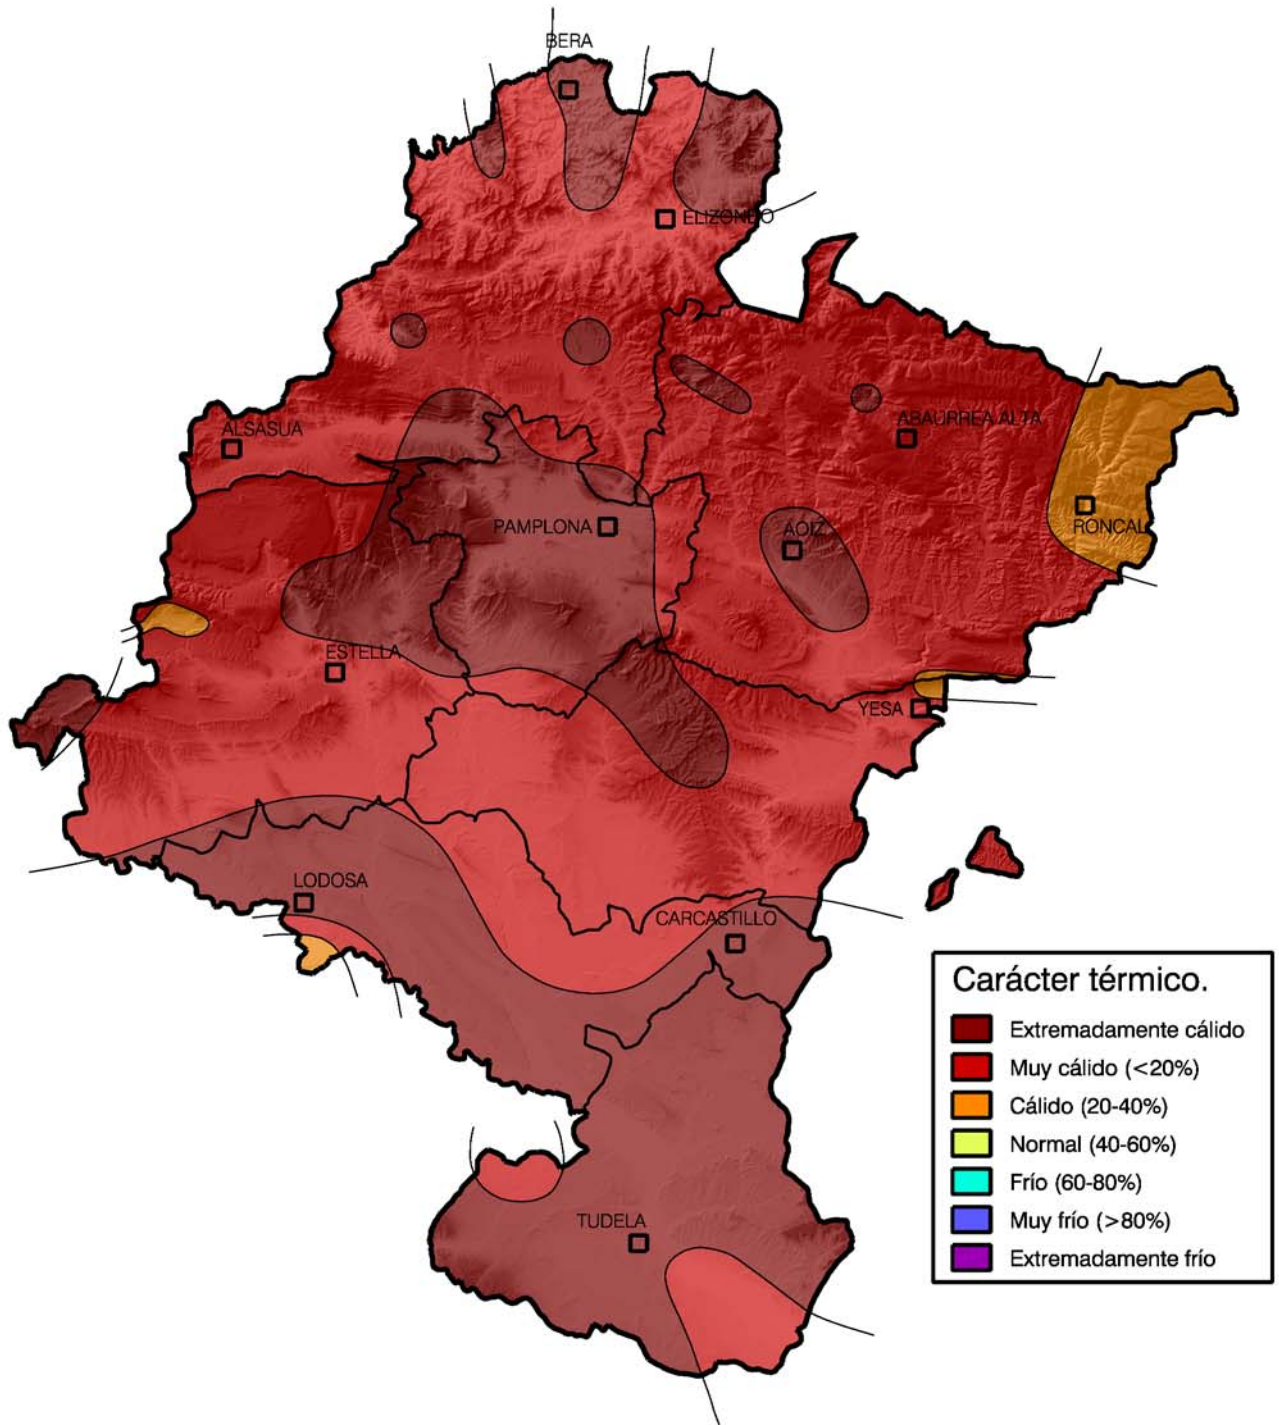 BERA
ELIZONDO
ALSASUA
ABAURREA ALTA
PAMPLONA
AOIZ
RONCAL
ESTELLA
YESA
LODOSA
CARCASTILLO
TUDELA
Carácter térmico.
Extremadamente cálido
Muy cálido (<20%)
Cálido (20-40%)
Normal (40-60%)
Frío (60-80%)
Muy frío (>80%)
Extremadamente frío